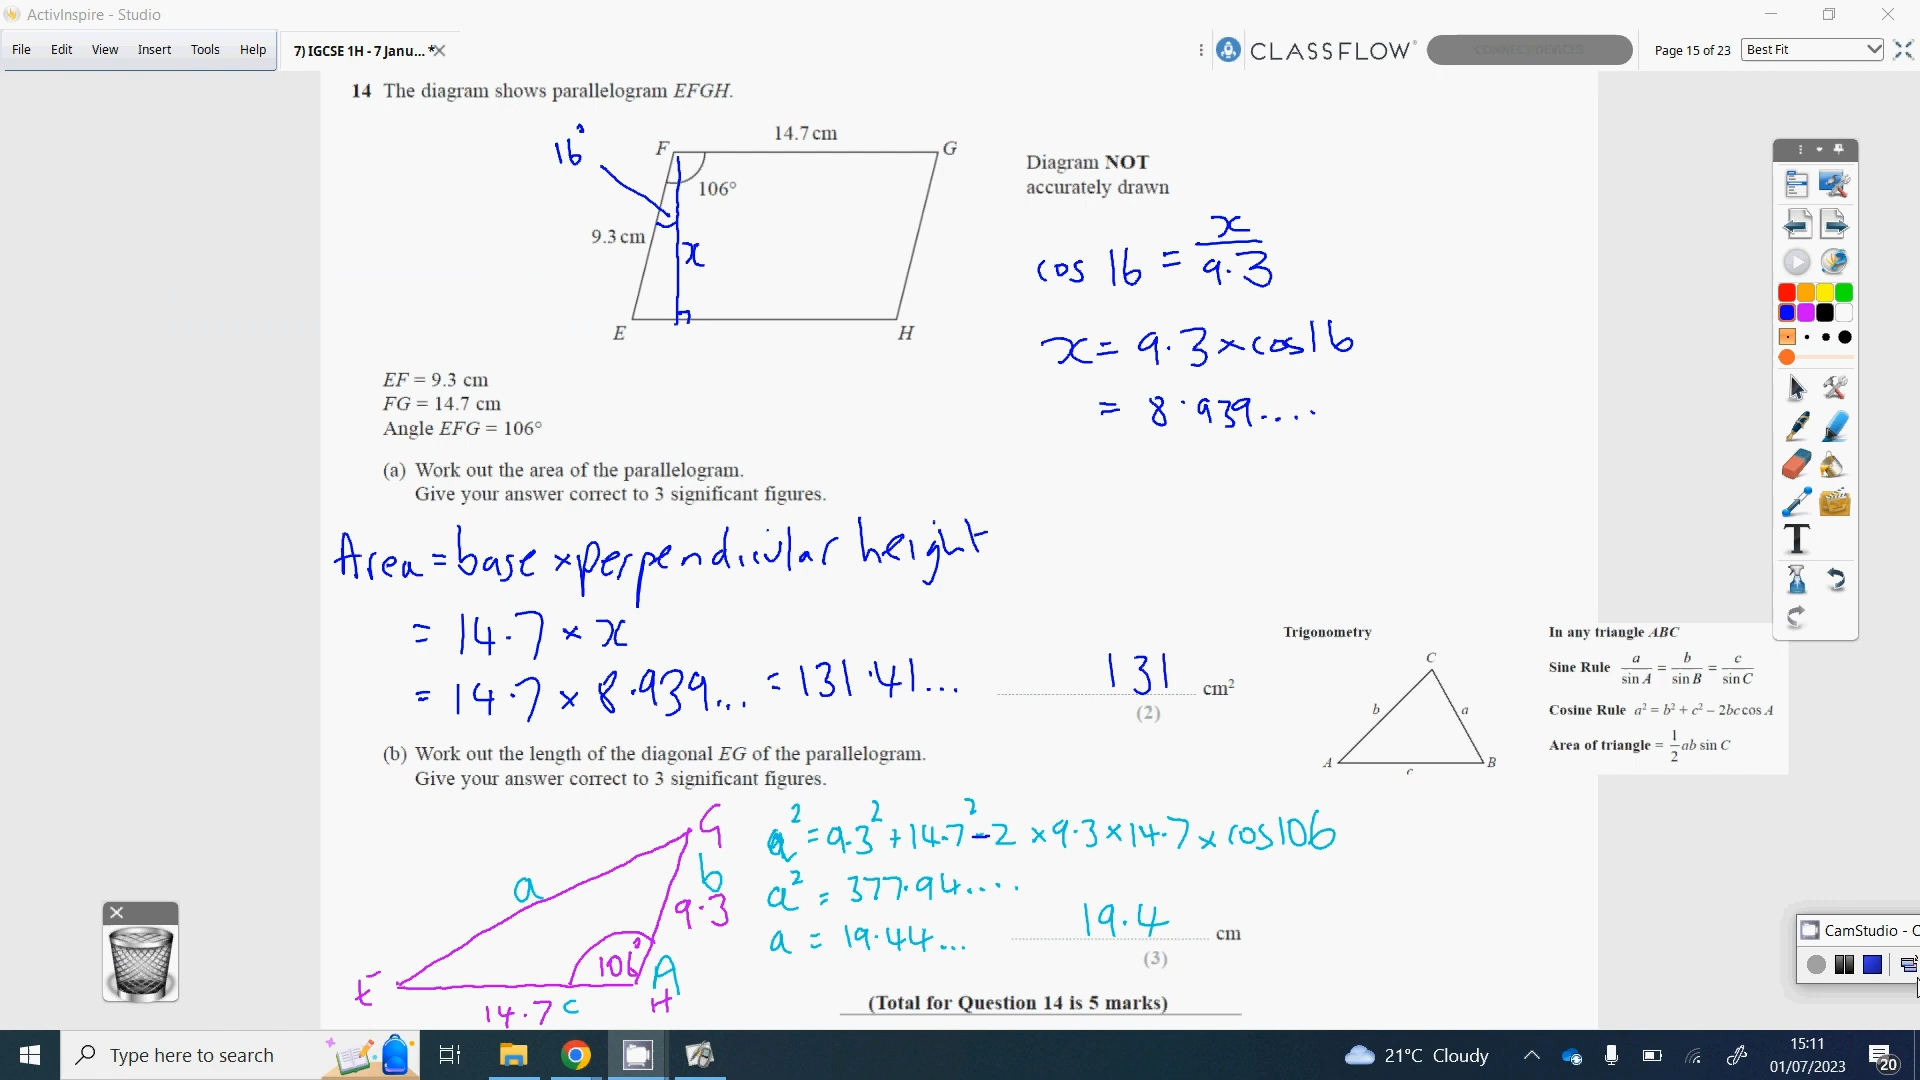 ActivInspire - Studio
File Edit View Insert Tools Help
7) IGCSE 1H - 7 Janu... *
CLASSFLOW
Page 15 of 23
Best Fit
14 The diagram shows parallelogram EFGH.
16°
F
14.7 cm
G
106°
9.3 cm
x
E
H
Diagram NOT
accurately drawn
cos 16 = x/9.3
x = 9.3 × cos16
= 8.939....
EF = 9.3 cm
FG = 14.7 cm
Angle EFG = 106°
(a) Work out the area of the parallelogram.
Give your answer correct to 3 significant figures.
Area = base × perpendicular height
= 14.7 × x
= 14.7 × 8.939... = 131.41...
131 cm²
(2)
Trigonometry
C
b
a
A
c
B
In any triangle ABC
Sine Rule a/sin A = b/sin B = c/sin C
Cosine Rule a² = b² + c² − 2bc cos A
Area of triangle = 1/2 ab sin C
(b) Work out the length of the diagonal EG of the parallelogram.
Give your answer correct to 3 significant figures.
G
a
b
9.3
106°
A
E
14.7
c
H
a² = 9.3² + 14.7² - 2 × 9.3 × 14.7 × cos106
a² = 377.94....
a = 19.44...
19.4 cm
(3)
(Total for Question 14 is 5 marks)
T
CamStudio -
Type here to search
21°C Cloudy
15:11
01/07/2023
20